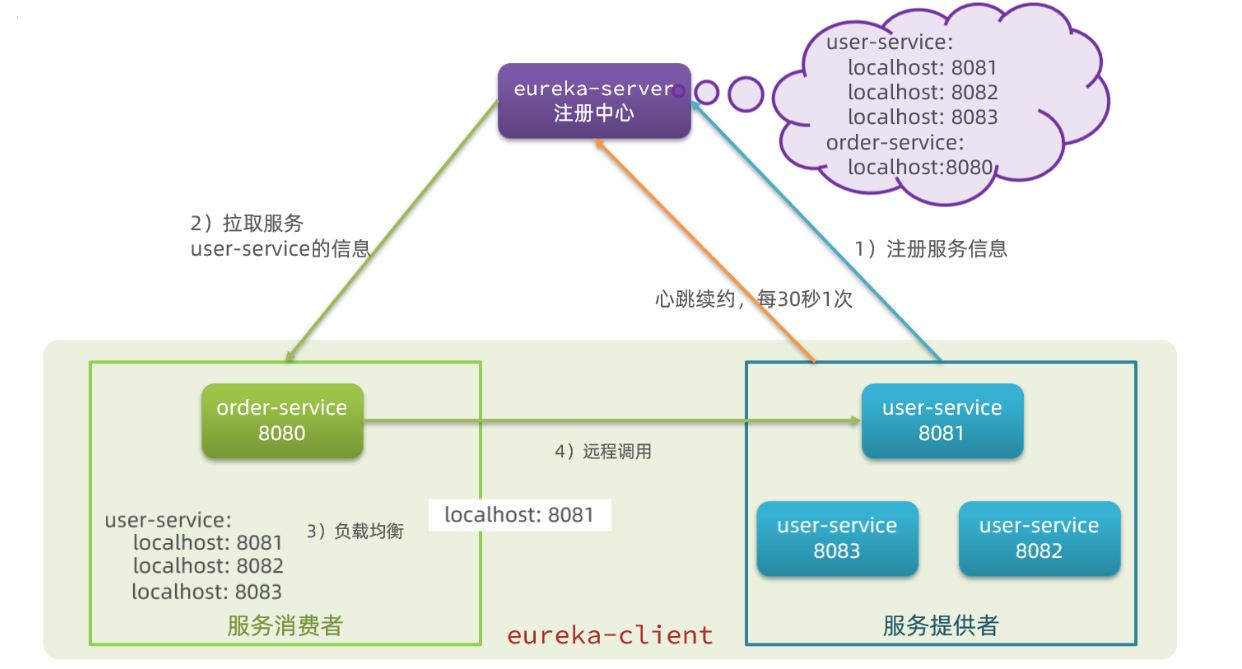 eureka-server
注册中心
user-service:
localhost: 8081
localhost: 8082
localhost: 8083
order-service:
localhost:8080
2）拉取服务
user-service的信息
1）注册服务信息
心跳续约，每30秒1次
order-service
8080
user-service
8081
4）远程调用
user-service:
localhost: 8081
localhost: 8082
localhost: 8083
3）负载均衡
localhost: 8081
user-service
8083
user-service
8082
服务消费者
eureka-client
服务提供者